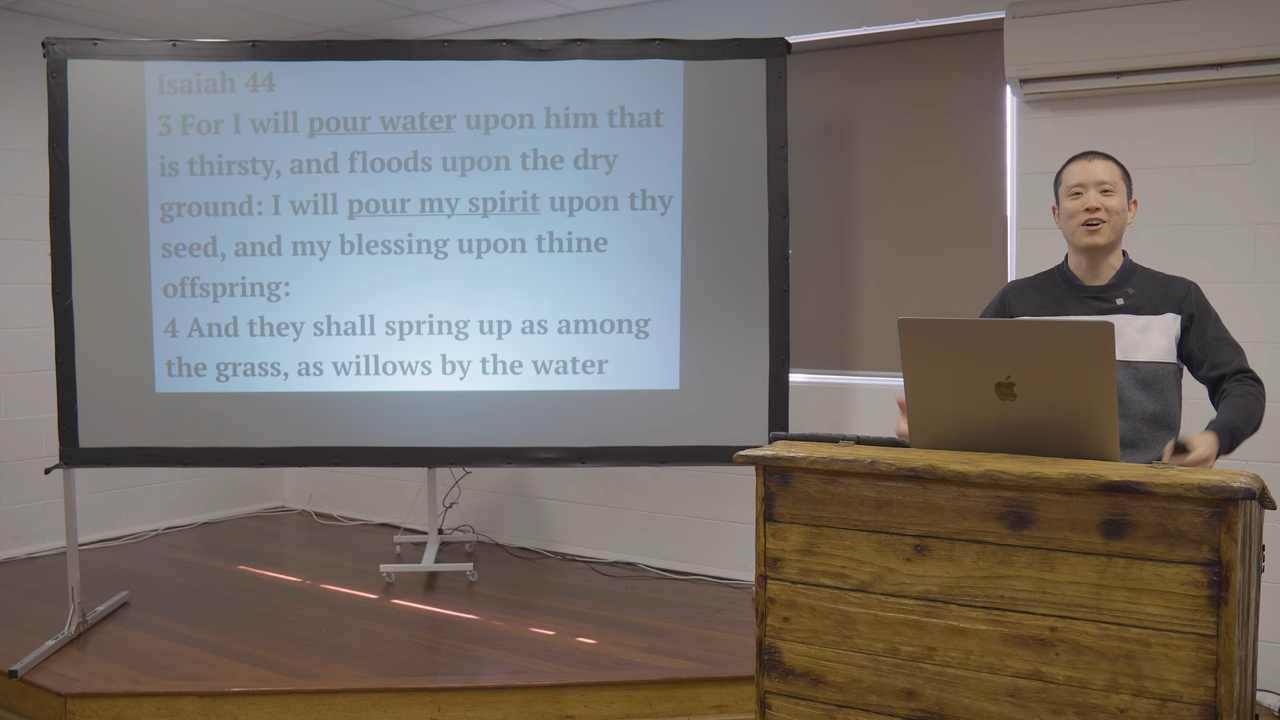 Isaiah 44
3 For I will pour water upon him that
is thirsty, and floods upon the dry
ground: I will pour my spirit upon thy
seed, and my blessing upon thine
offspring:
4 And they shall spring up as among
the grass, as willows by the water